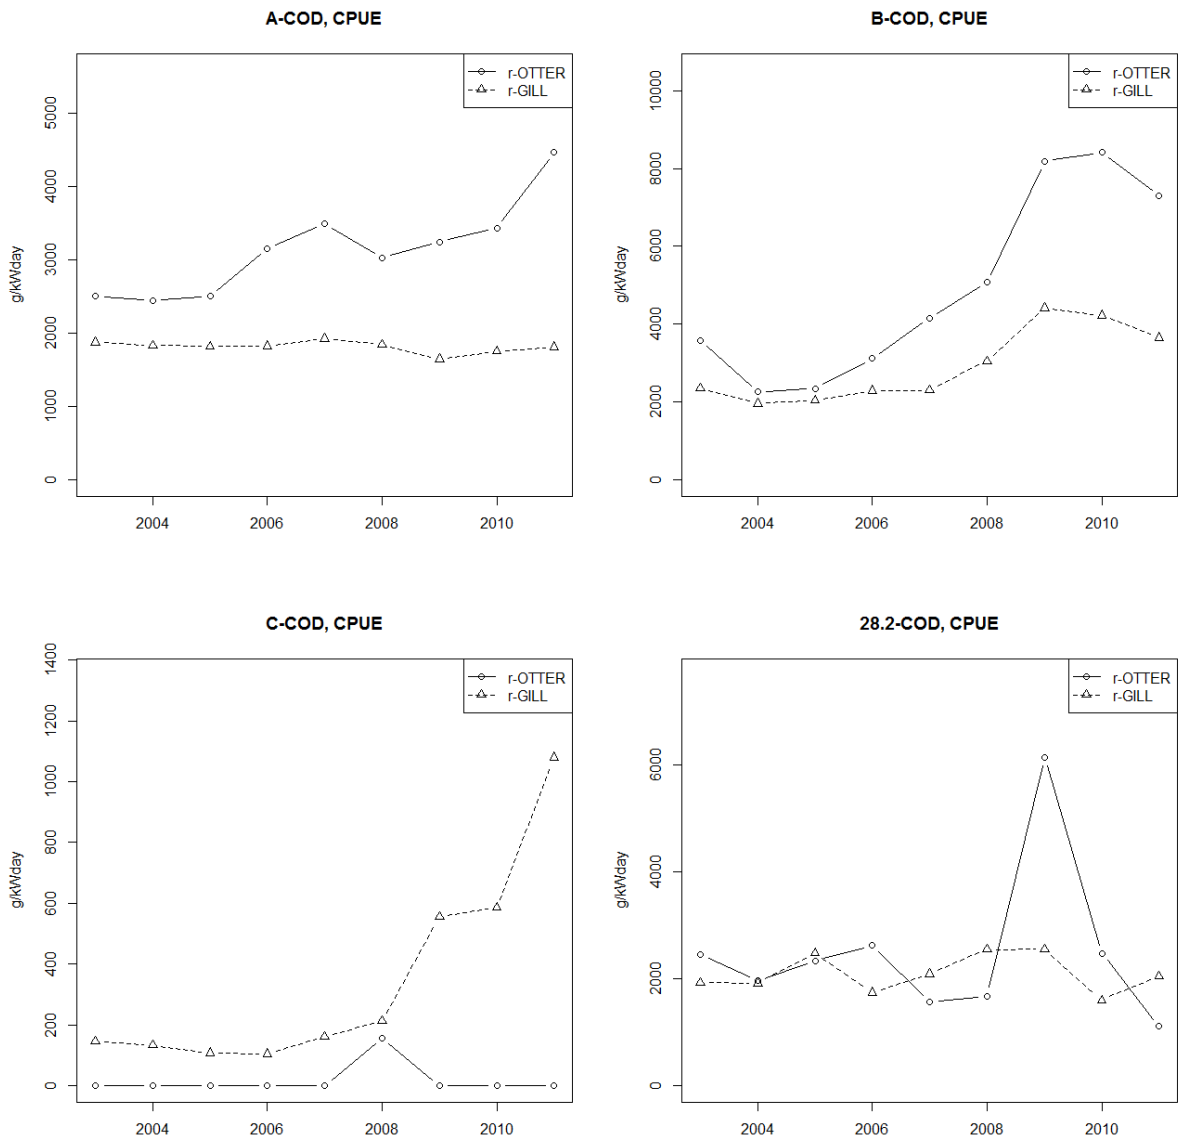 A-COD, CPUE
r-OTTER
r-GILL
g/kWday
5000
4000
3000
2000
1000
0
2004 2006 2008 2010
B-COD, CPUE
r-OTTER
r-GILL
g/kWday
10000
8000
6000
4000
2000
0
2004 2006 2008 2010
C-COD, CPUE
r-OTTER
r-GILL
g/kWday
1400
1200
1000
800
600
400
200
0
2004 2006 2008 2010
28.2-COD, CPUE
r-OTTER
r-GILL
g/kWday
6000
4000
2000
0
2004 2006 2008 2010